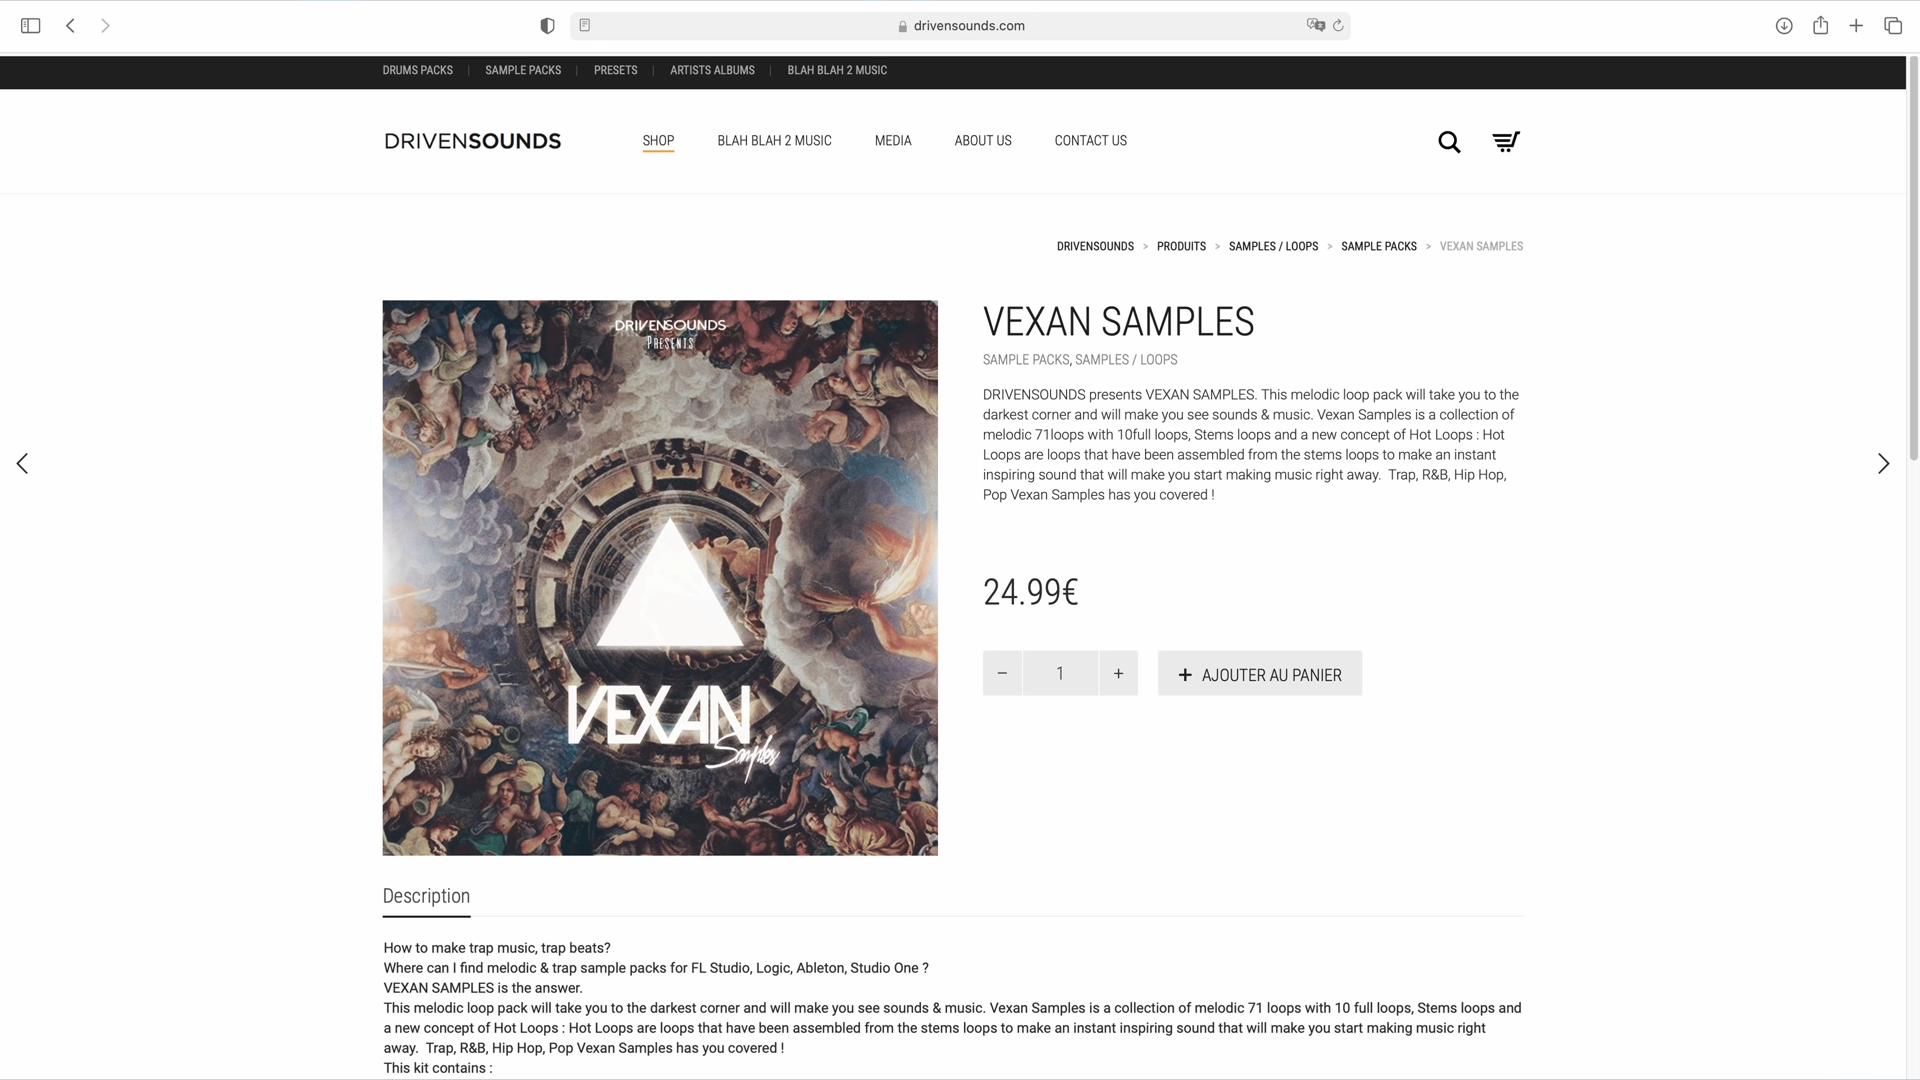 drivensounds.com
DRUMS PACKS | SAMPLE PACKS | PRESETS | ARTISTS ALBUMS | BLAH BLAH 2 MUSIC
DRIVENSOUNDS SHOP BLAH BLAH 2 MUSIC MEDIA ABOUT US CONTACT US
DRIVENSOUNDS > PRODUITS > SAMPLES / LOOPS > SAMPLE PACKS > VEXAN SAMPLES
DRIVENSOUNDS
PRESENTS
VEXAN
Samples
VEXAN SAMPLES
SAMPLE PACKS, SAMPLES / LOOPS
DRIVENSOUNDS presents VEXAN SAMPLES. This melodic loop pack will take you to the
darkest corner and will make you see sounds & music. Vexan Samples is a collection of
melodic 71loops with 10full loops, Stems loops and a new concept of Hot Loops : Hot
Loops are loops that have been assembled from the stems loops to make an instant
inspiring sound that will make you start making music right away.  Trap, R&B, Hip Hop,
Pop Vexan Samples has you covered !
24.99€
− 1 + + AJOUTER AU PANIER
Description
How to make trap music, trap beats?
Where can I find melodic & trap sample packs for FL Studio, Logic, Ableton, Studio One ?
VEXAN SAMPLES is the answer.
This melodic loop pack will take you to the darkest corner and will make you see sounds & music. Vexan Samples is a collection of melodic 71 loops with 10 full loops, Stems loops and
a new concept of Hot Loops : Hot Loops are loops that have been assembled from the stems loops to make an instant inspiring sound that will make you start making music right
away.  Trap, R&B, Hip Hop, Pop Vexan Samples has you covered !
This kit contains :